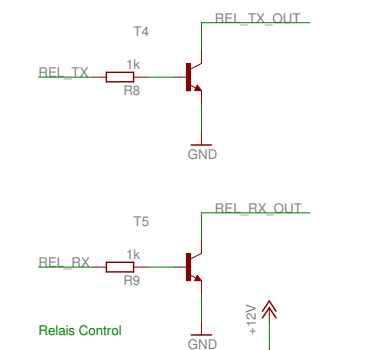 T4
REL_TX_OUT
REL_TX
1k
R8
GND
T5
REL_RX_OUT
REL_RX
1k
R9
+12V
Relais Control
GND